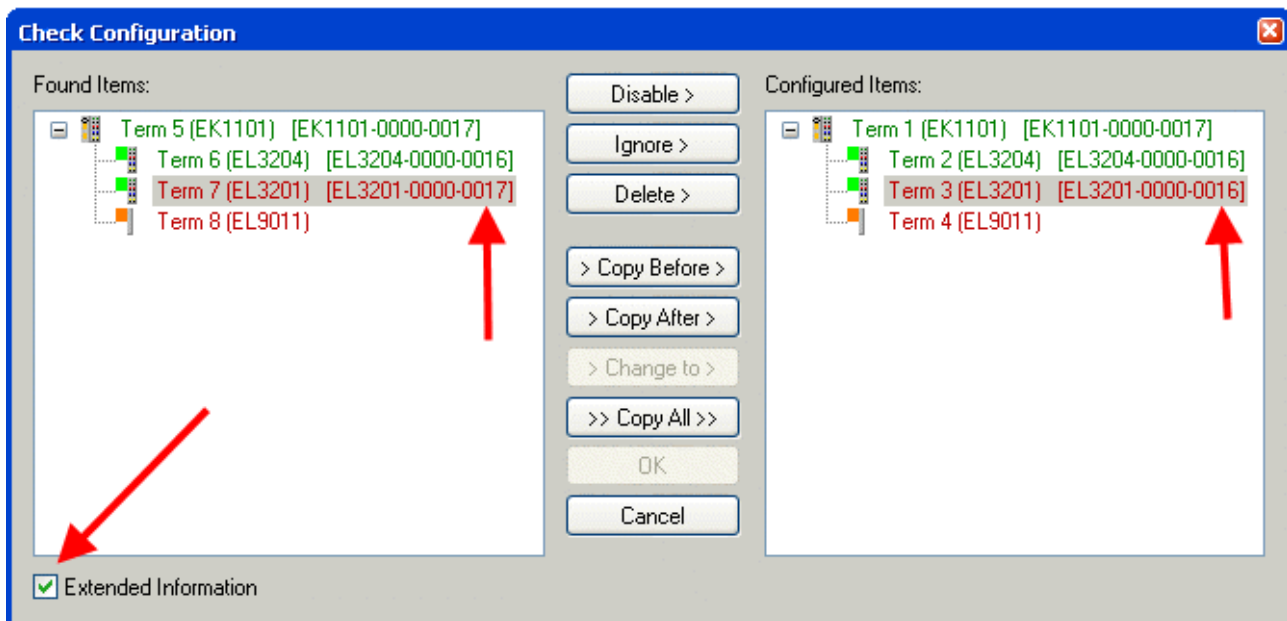 Check Configuration
Found Items:
Term 5 (EK1101) [EK1101-0000-0017]
Term 6 (EL3204) [EL3204-0000-0016]
Term 7 (EL3201) [EL3201-0000-0017]
Term 8 (EL9011)
Disable >
Ignore >
Delete >
> Copy Before >
> Copy After >
> Change to >
>> Copy All >>
OK
Cancel
Configured Items:
Term 1 (EK1101) [EK1101-0000-0017]
Term 2 (EL3204) [EL3204-0000-0016]
Term 3 (EL3201) [EL3201-0000-0016]
Term 4 (EL9011)
Extended Information